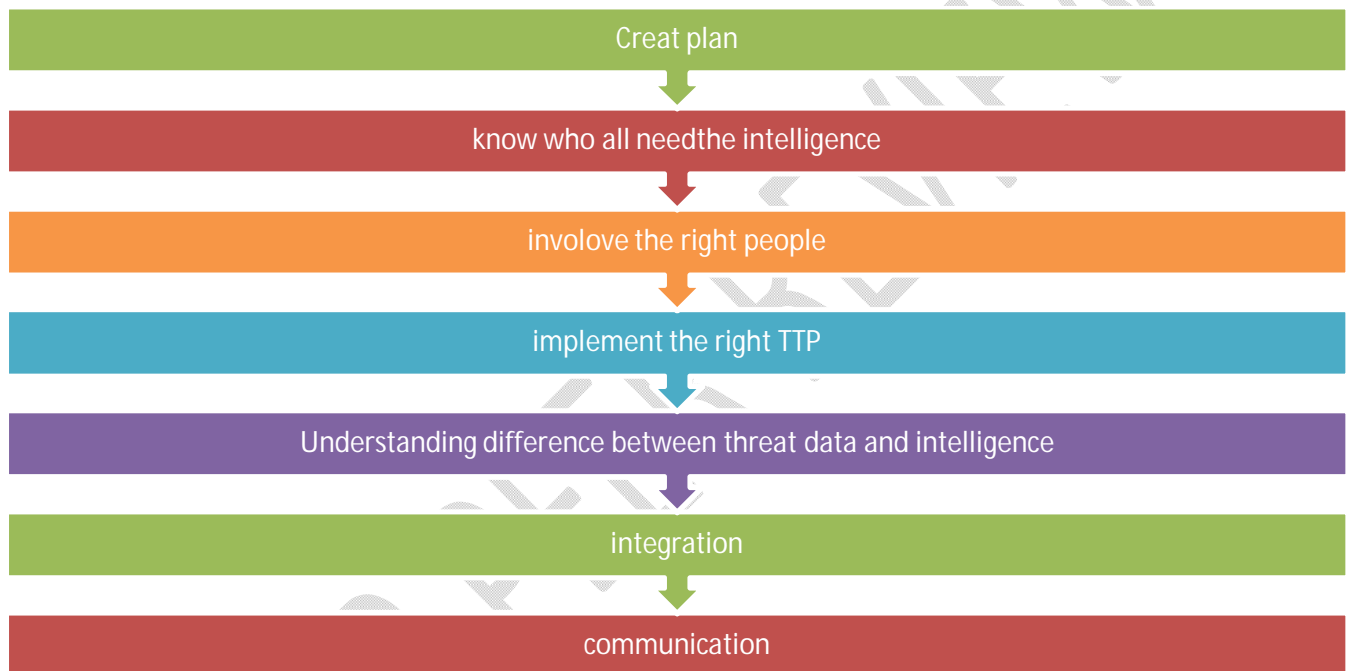 Creat plan
know who all needthe intelligence
involove the right people
implement the right TTP
Understanding difference between threat data and intelligence
integration
communication